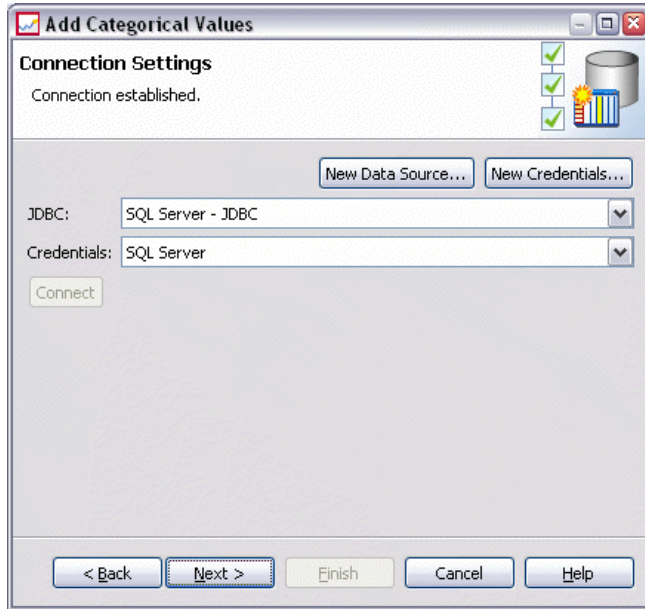 Add Categorical Values
Connection Settings
Connection established.
New Data Source... New Credentials...
JDBC: SQL Server - JDBC
Credentials: SQL Server
Connect
< Back Next > Finish Cancel Help